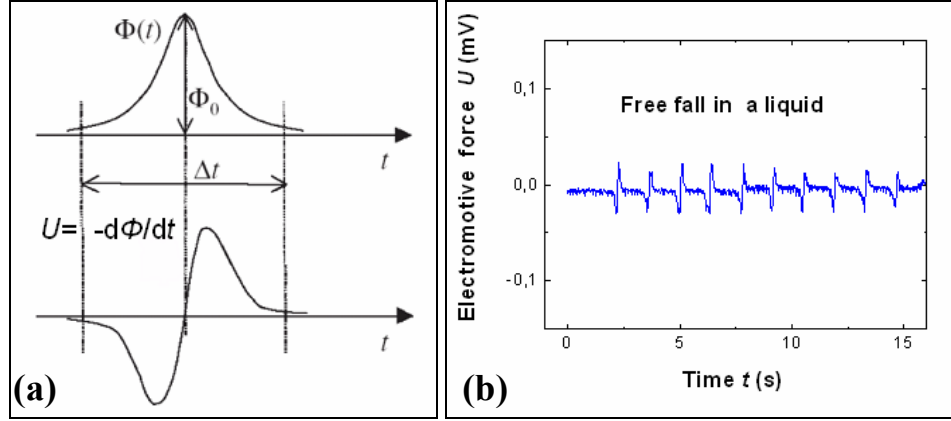 Φ(t)
Φ₀
t
Δt
U= -dΦ/dt
t
(a)
Electromotive force U (mV)
0,1
0,0
-0,1
Free fall in a liquid
0
5
10
15
Time t (s)
(b)